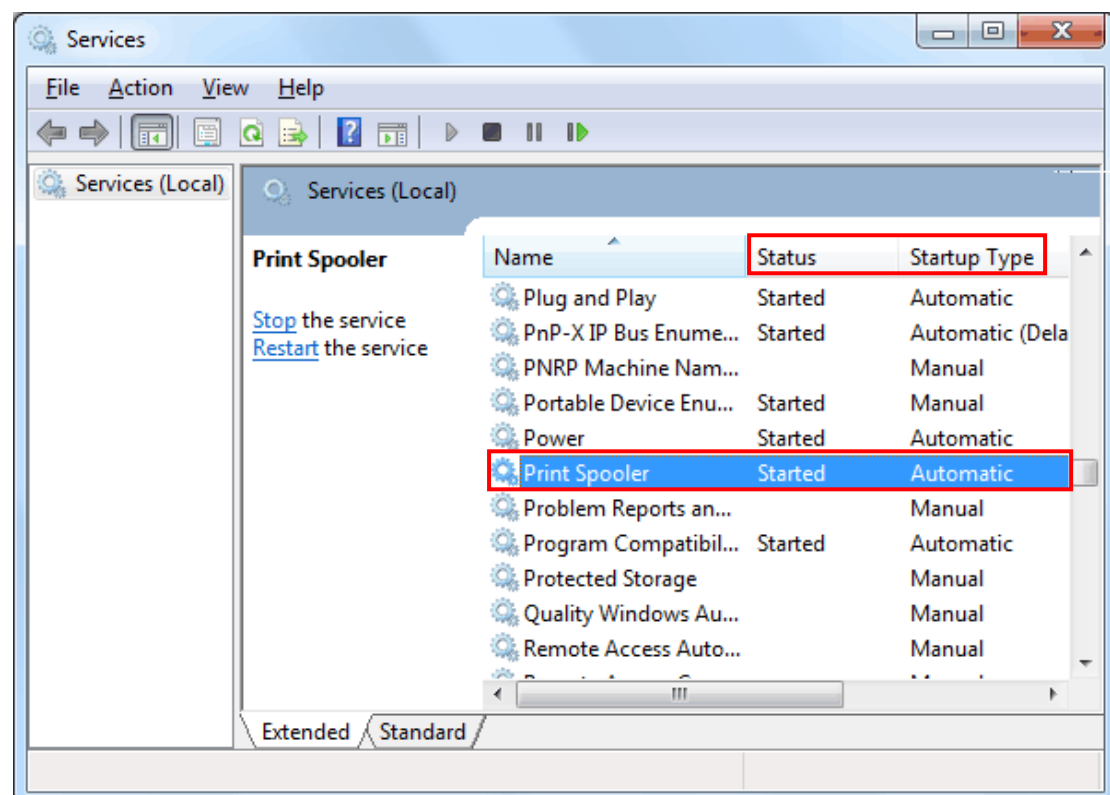 Services
File Action View Help
Services (Local)
Services (Local)
Print Spooler
Stop the service
Restart the service
Name Status Startup Type
Plug and Play Started Automatic
PnP-X IP Bus Enume... Started Automatic (Dela
PNRP Machine Nam... Manual
Portable Device Enu... Started Manual
Power Started Automatic
Print Spooler Started Automatic
Problem Reports an... Manual
Program Compatibil... Started Automatic
Protected Storage Manual
Quality Windows Au... Manual
Remote Access Auto... Manual
Extended Standard